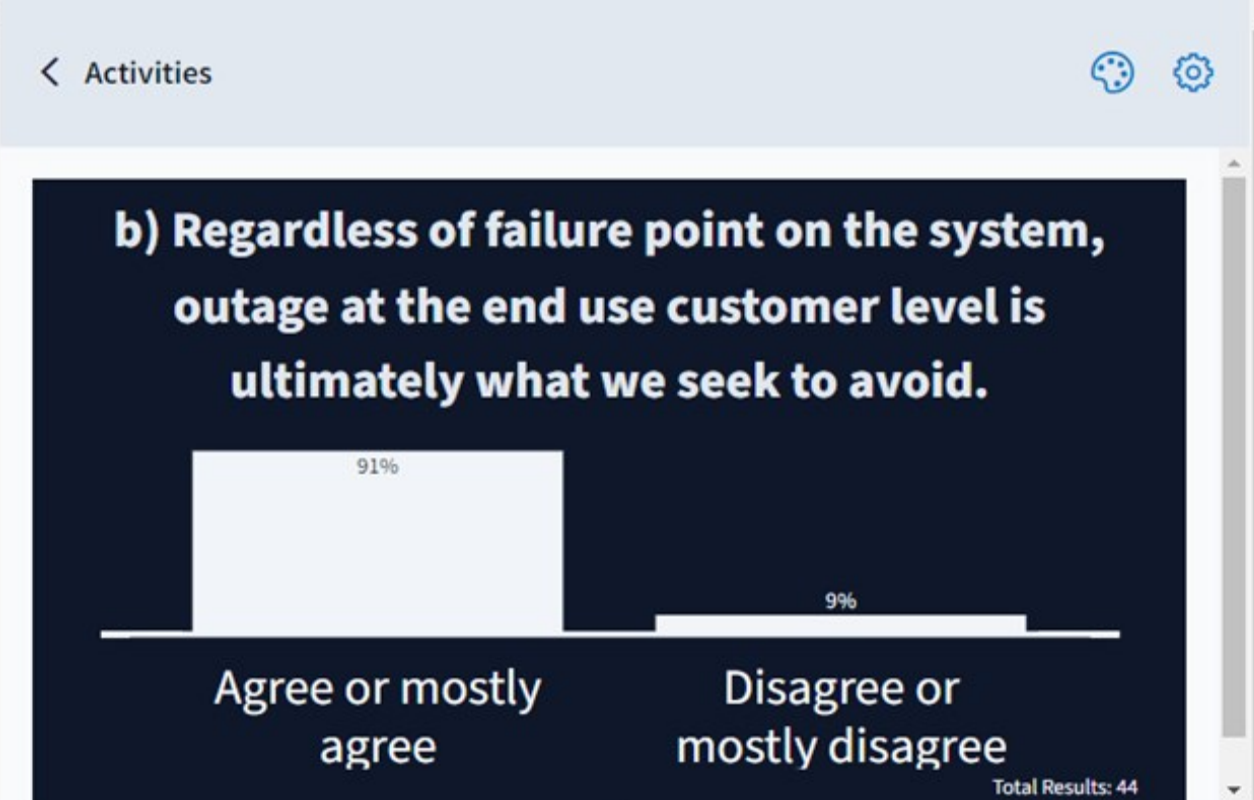 Activities
b) Regardless of failure point on the system,
outage at the end use customer level is
ultimately what we seek to avoid.
91%
9%
Agree or mostly
agree
Disagree or
mostly disagree
Total Results: 44